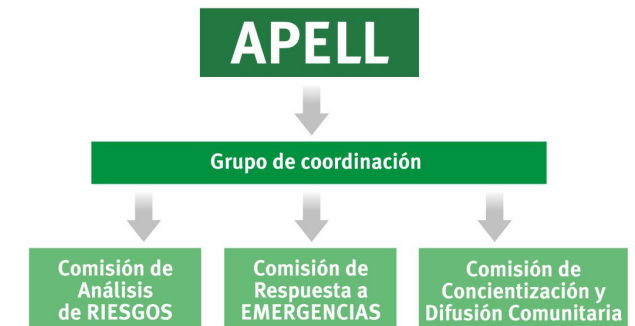 APELL
Grupo de coordinación
Comisión de
Análisis
de RIESGOS
Comisión de
Respuesta a
EMERGENCIAS
Comisión de
Concientización y
Difusión Comunitaria